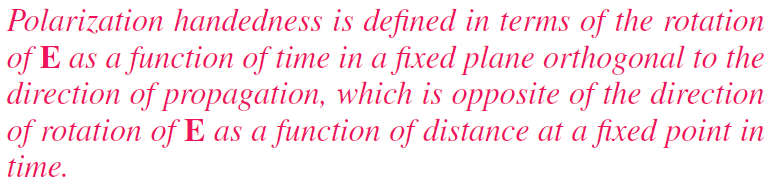 Polarization handedness is defined in terms of the rotation
of E as a function of time in a fixed plane orthogonal to the
direction of propagation, which is opposite of the direction
of rotation of E as a function of distance at a fixed point in
time.